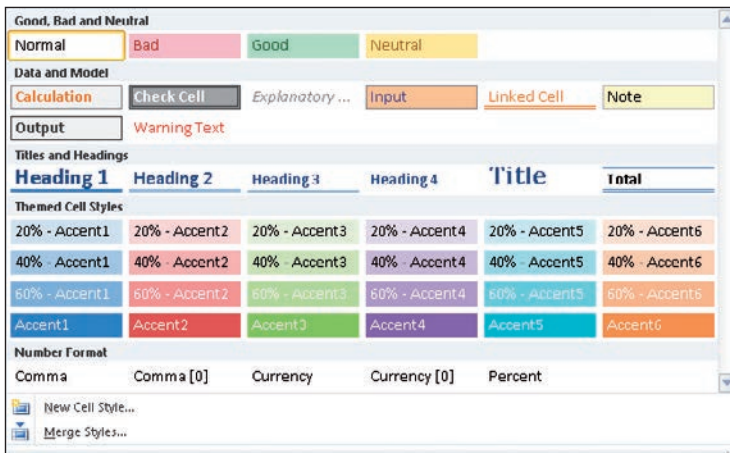 Good, Bad and Neutral
Normal Bad Good Neutral
Data and Model
Calculation Check Cell Explanatory ... Input Linked Cell Note
Output Warning Text
Titles and Headings
Heading 1 Heading 2 Heading 3 Heading 4 Title Total
Themed Cell Styles
20% - Accent1 20% - Accent2 20% - Accent3 20% - Accent4 20% - Accent5 20% - Accent6
40% - Accent1 40% - Accent2 40% - Accent3 40% - Accent4 40% - Accent5 40% - Accent6
60% - Accent1 60% - Accent2 60% - Accent3 60% - Accent4 60% - Accent5 60% - Accent6
Accent1 Accent2 Accent3 Accent4 Accent5 Accent6
Number Format
Comma Comma [0] Currency Currency [0] Percent
New Cell Style...
Merge Styles...